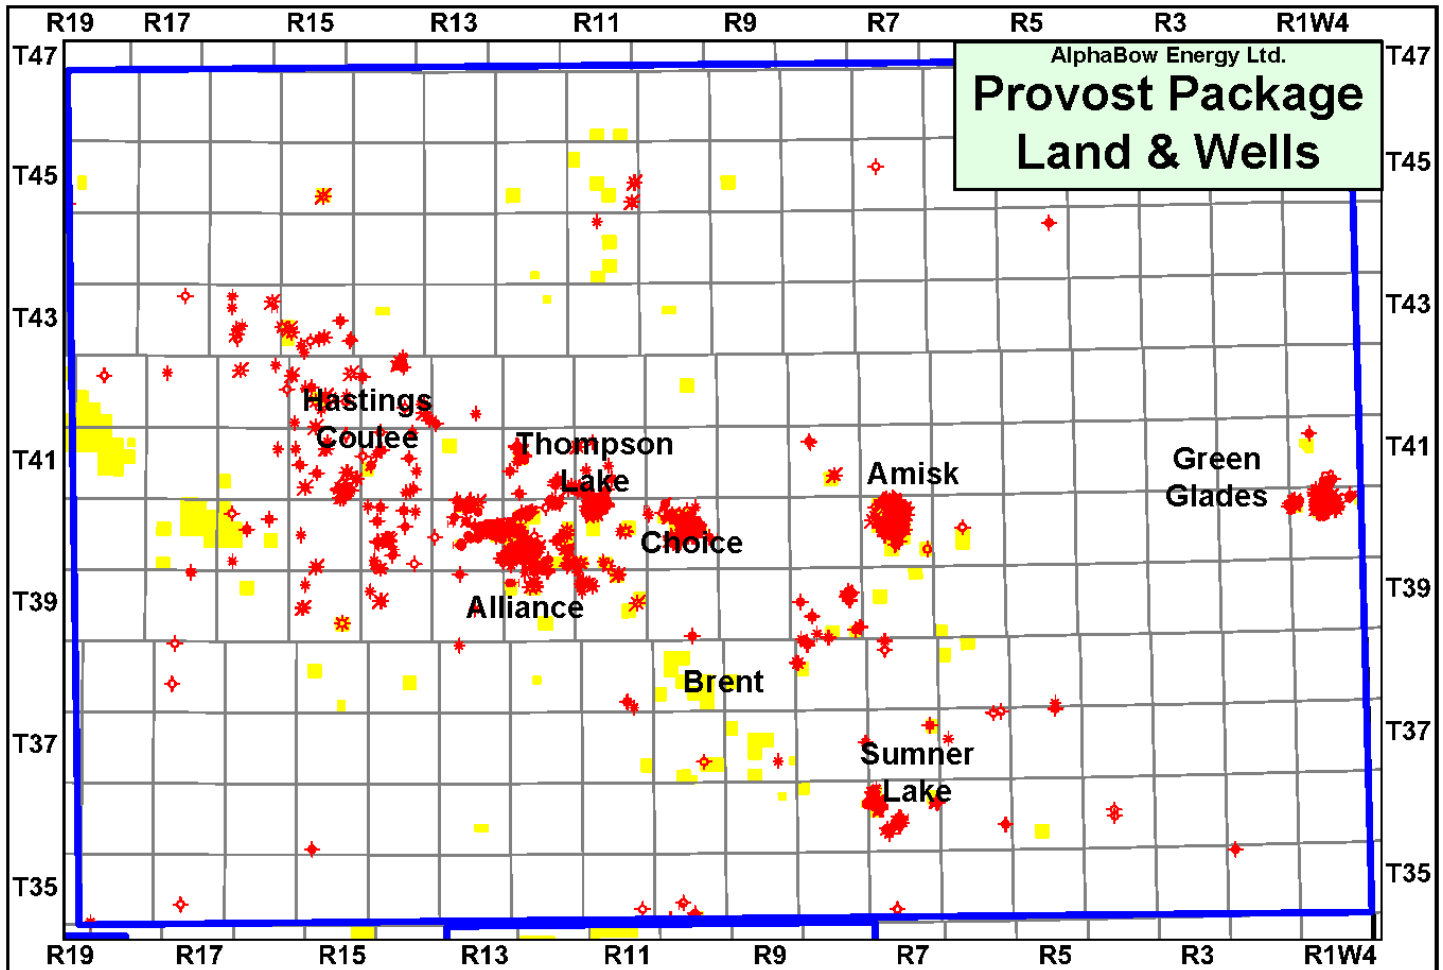 R19 R17 R15 R13 R11 R9 R7 R5 R3 R1W4
T47 T47
AlphaBow Energy Ltd.
Provost Package
Land & Wells
T45 T45
T43 T43
Hastings
Coulee
Thompson
Lake
T41 T41
Amisk
Green
Glades
Choice
T39 T39
Alliance
Brent
T37 T37
Sumner
Lake
T35 T35
R19 R17 R15 R13 R11 R9 R7 R5 R3 R1W4